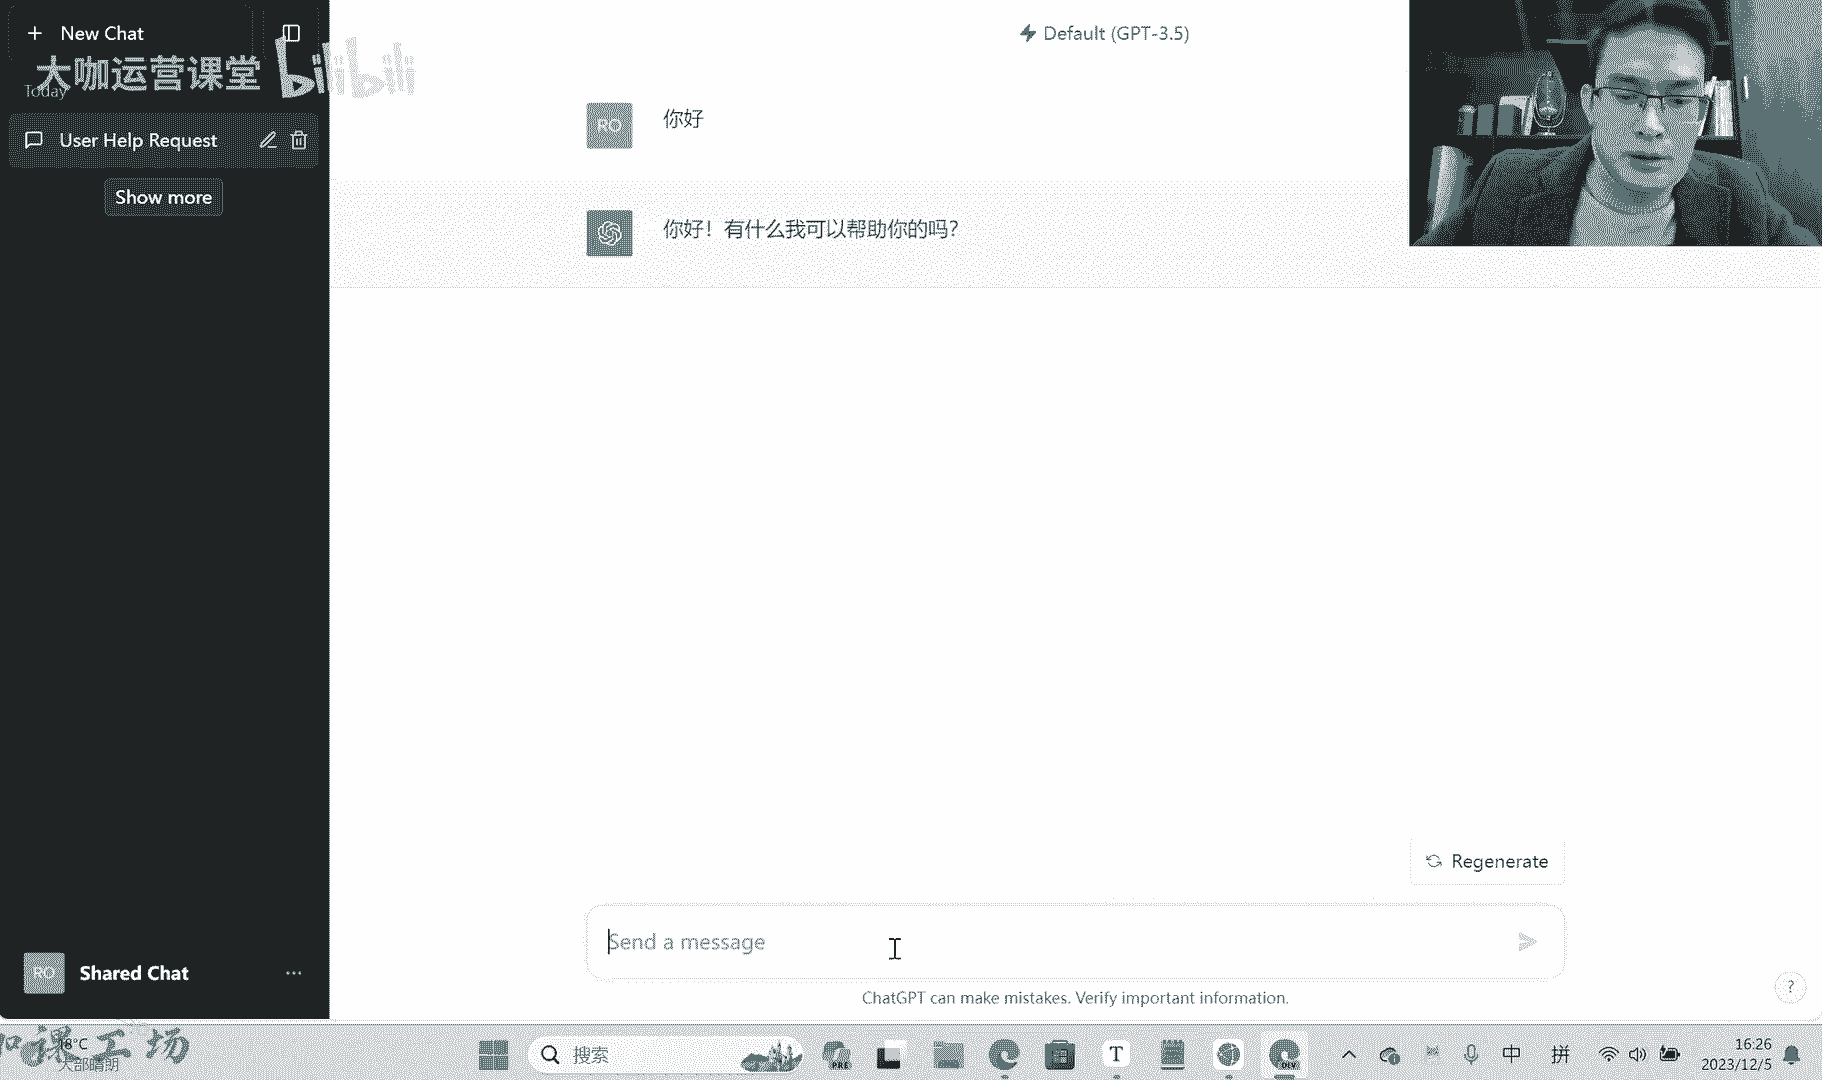 New Chat
Default (GPT-3.5)
大咖运营课堂 bilibili
Today
RO
你好
User Help Request
Show more
你好！有什么我可以帮助你的吗？
Regenerate
Send a message
RO
Shared Chat
ChatGPT can make mistakes. Verify important information.
?
课工场
18°C
大部晴朗
搜索
PRE
T
DEV
中
拼
16:26
2023/12/5